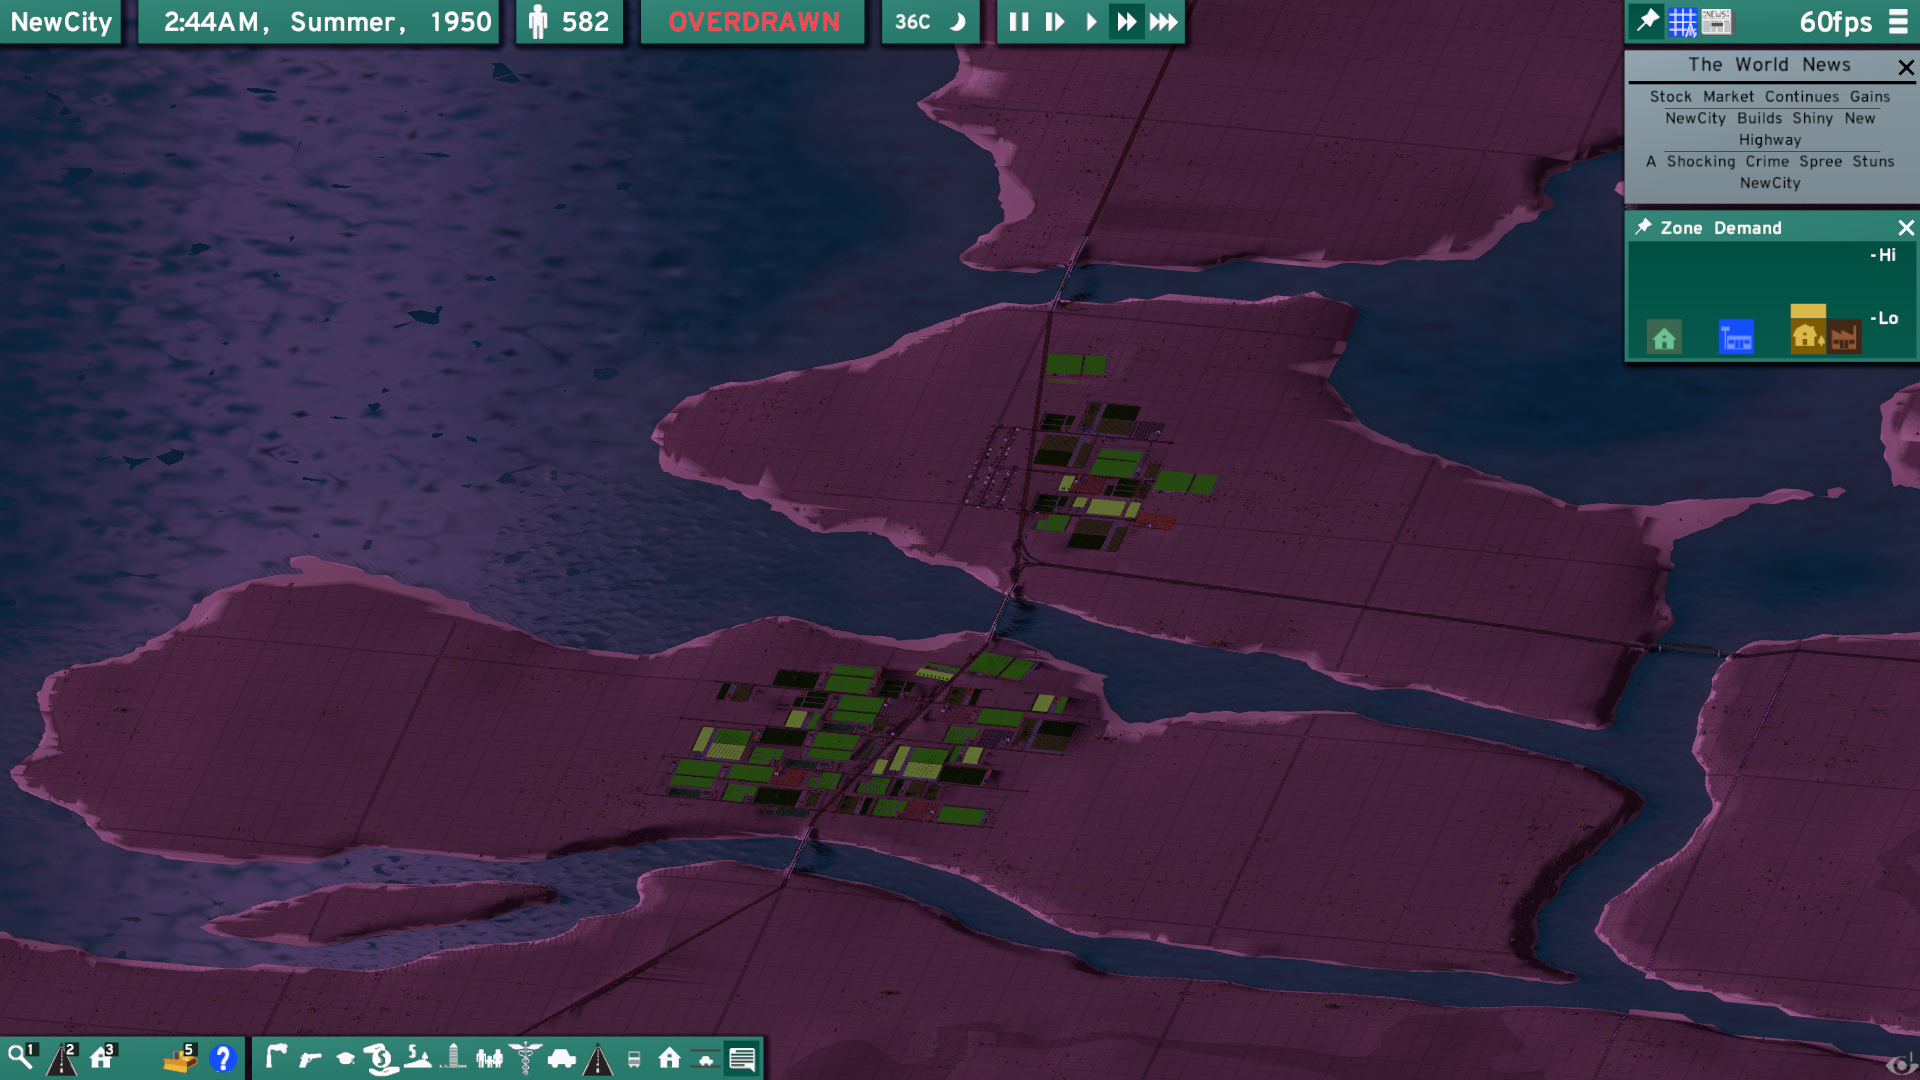 NewCity
2:44AM, Summer, 1950
582
OVERDRAWN
36C
60fps
NEWS
The World News
Stock Market Continues Gains
NewCity Builds Shiny New
Highway
A Shocking Crime Spree Stuns
NewCity
Zone Demand
-Hi
-Lo
1
2
3
5
?